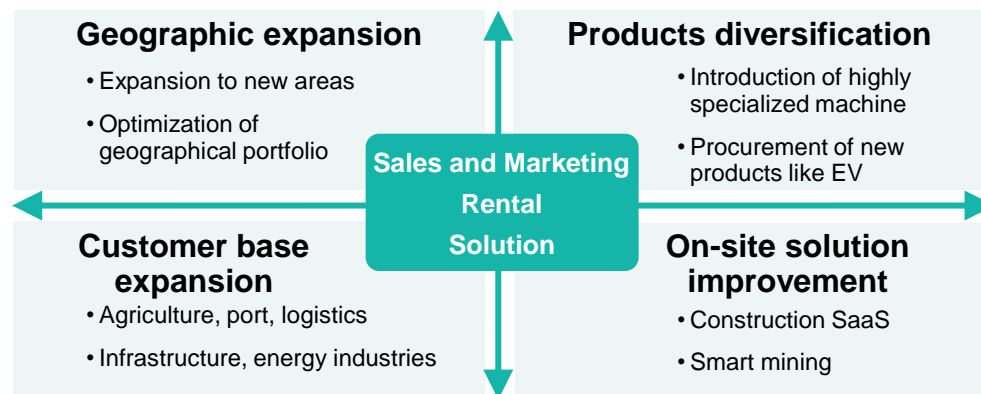 Geographic expansion
• Expansion to new areas
• Optimization of
geographical portfolio
Products diversification
• Introduction of highly
specialized machine
• Procurement of new
products like EV
Sales and Marketing
Rental
Solution
Customer base
expansion
• Agriculture, port, logistics
• Infrastructure, energy industries
On-site solution
improvement
• Construction SaaS
• Smart mining